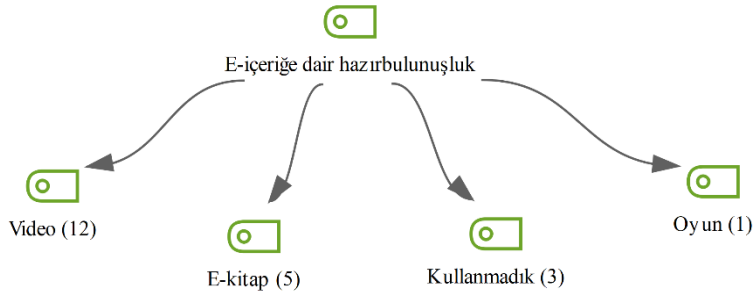 E-içeriğe dair hazırbulunuşluk
Video (12)
E-kitap (5)
Kullanmadık (3)
Oyun (1)